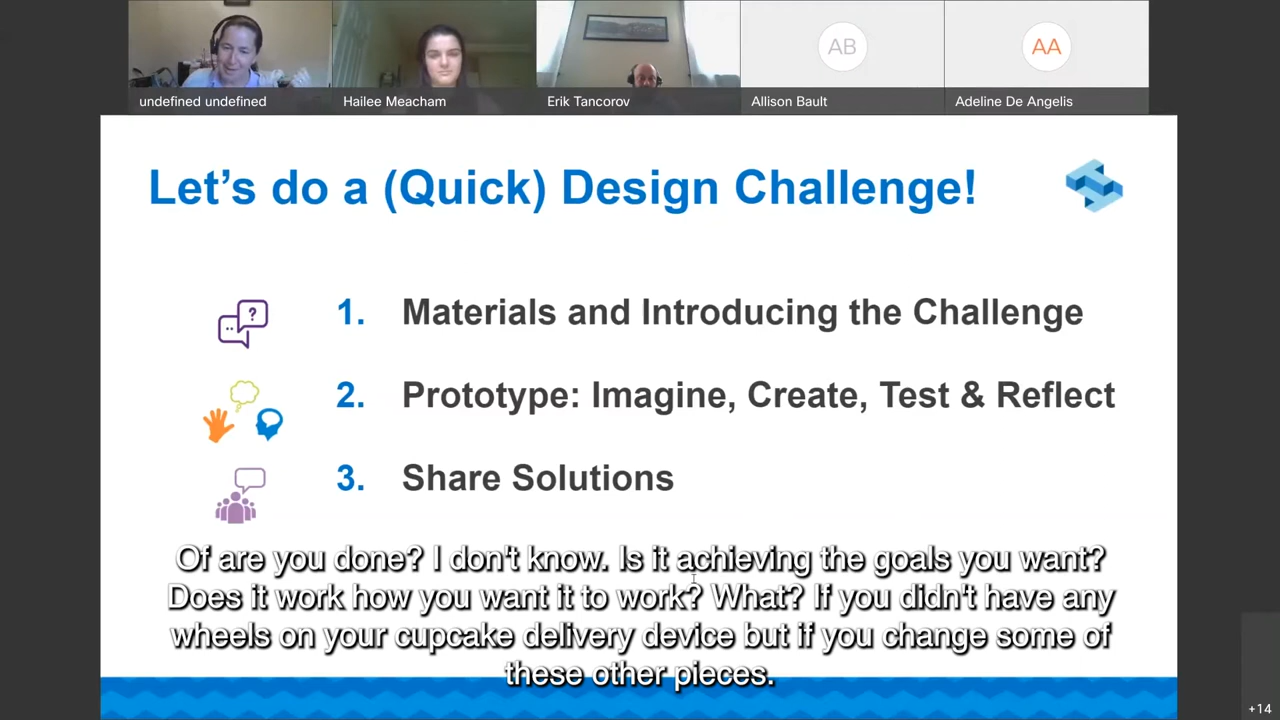 AB
AA
undefined undefined
Hailee Meacham
Erik Tancorov
Allison Bault
Adeline De Angelis
Let's do a (Quick) Design Challenge!
?
1. Materials and Introducing the Challenge
2. Prototype: Imagine, Create, Test & Reflect
3. Share Solutions
Of are you done? I don't know. Is it achieving the goals you want?
Does it work how you want it to work? What? If you didn't have any
wheels on your cupcake delivery device but if you change some of
these other pieces.
+14